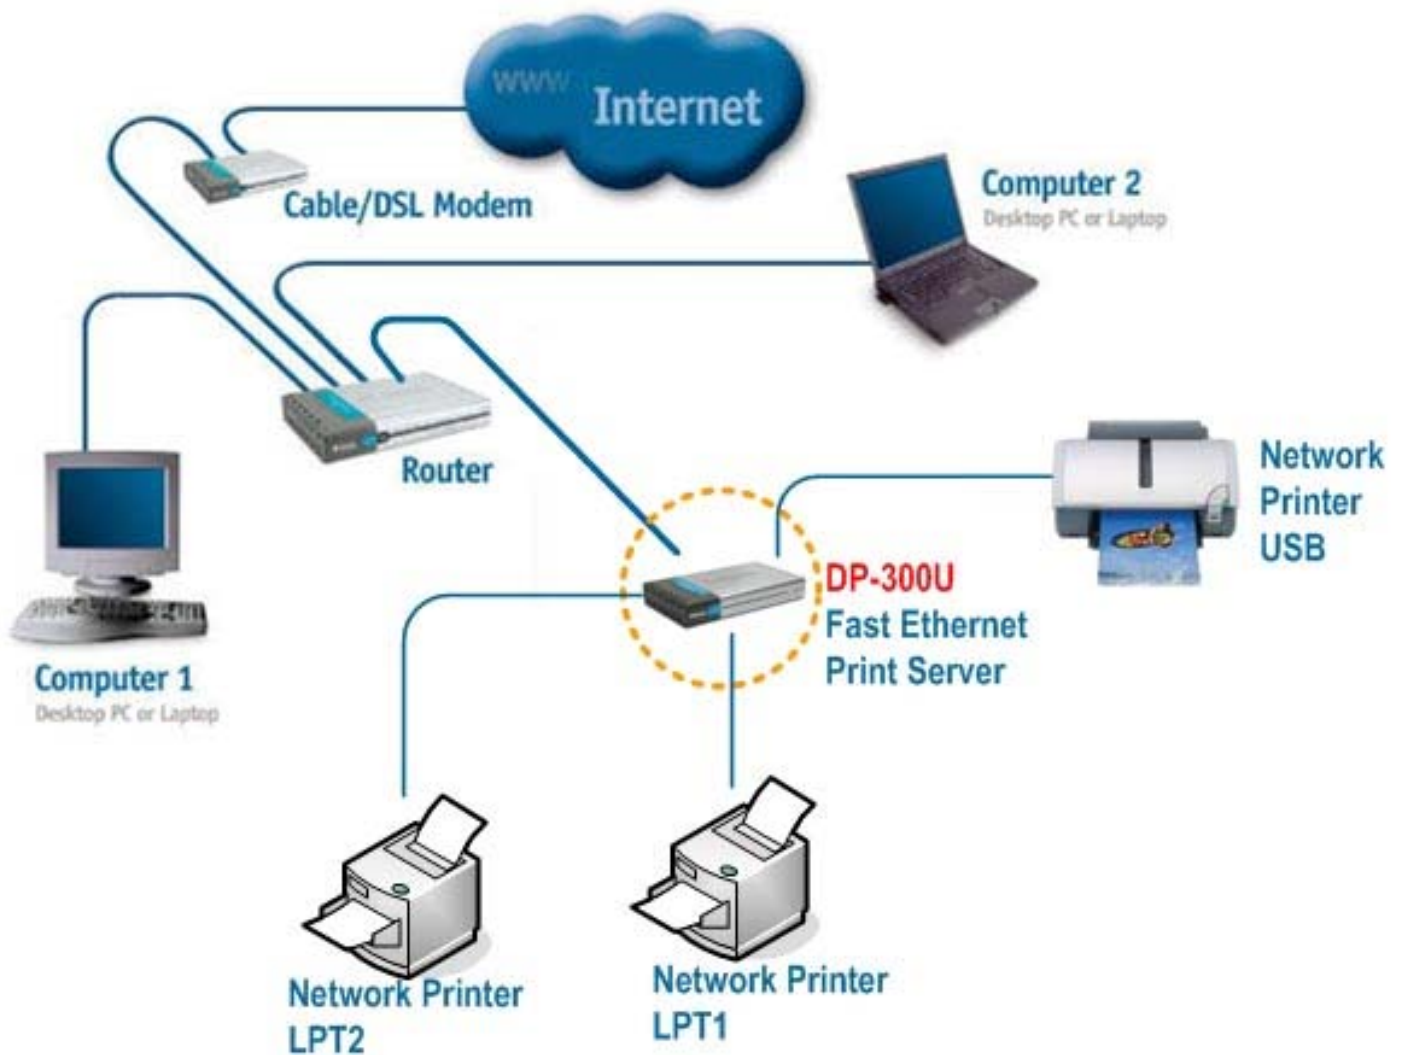 www
Internet
Cable/DSL Modem
Computer 2
Desktop PC or Laptop
Router
Network
Printer
USB
DP-300U
Fast Ethernet
Print Server
Computer 1
Desktop PC or Laptop
Network Printer
LPT2
Network Printer
LPT1